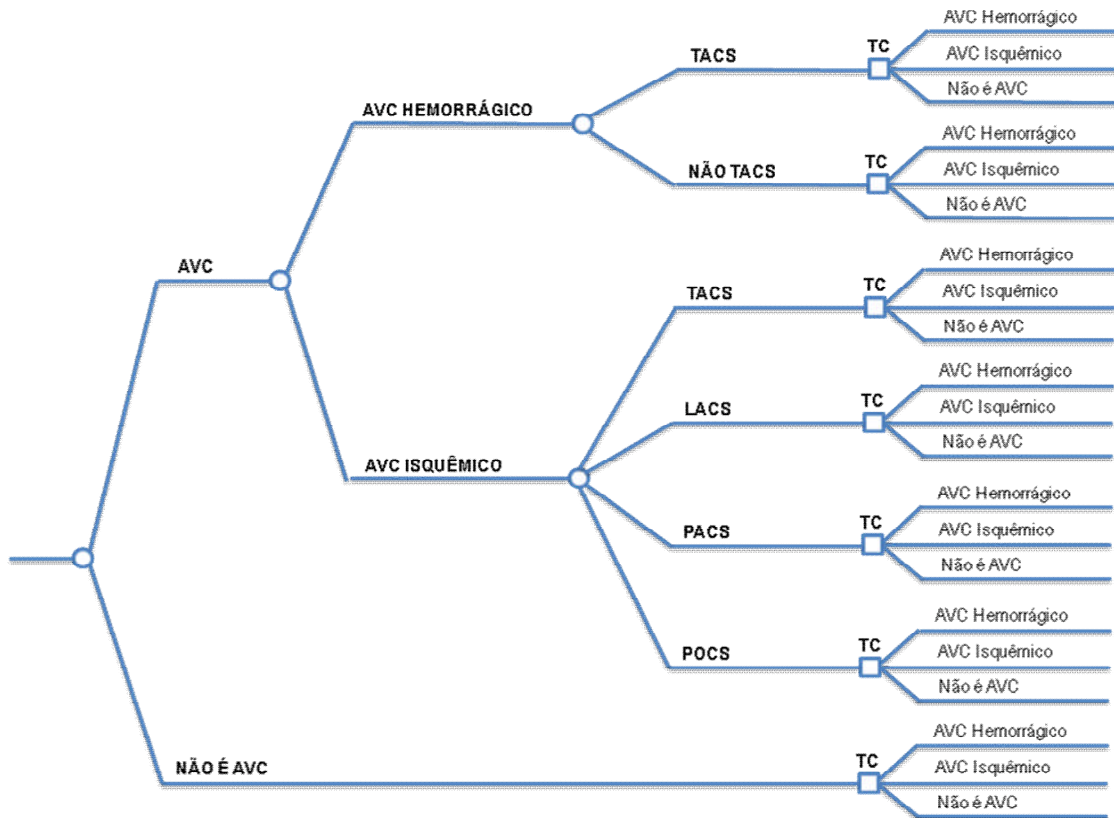 AVC Hemorrágico
TACS
TC
AVC Isquêmico
Não é AVC
AVC HEMORRÁGICO
AVC Hemorrágico
NÃO TACS
TC
AVC Isquêmico
Não é AVC
AVC
AVC Hemorrágico
TACS
TC
AVC Isquêmico
Não é AVC
AVC Hemorrágico
LACS
TC
AVC Isquêmico
Não é AVC
AVC ISQUÊMICO
AVC Hemorrágico
PACS
TC
AVC Isquêmico
Não é AVC
AVC Hemorrágico
POCS
TC
AVC Isquêmico
Não é AVC
AVC Hemorrágico
NÃO É AVC
TC
AVC Isquêmico
Não é AVC